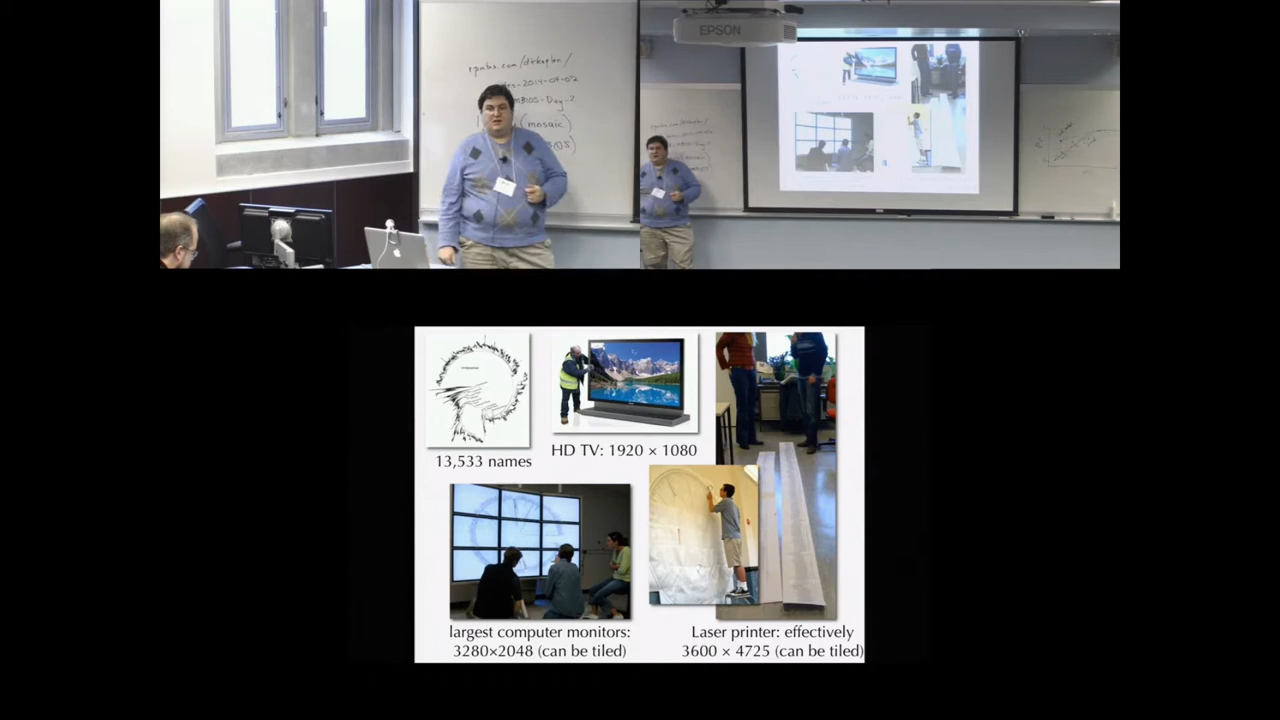 EPSON
(mosaic)
13,533 names
HD TV: 1920 × 1080
largest computer monitors:
3280×2048 (can be tiled)
Laser printer: effectively
3600 × 4725 (can be tiled)